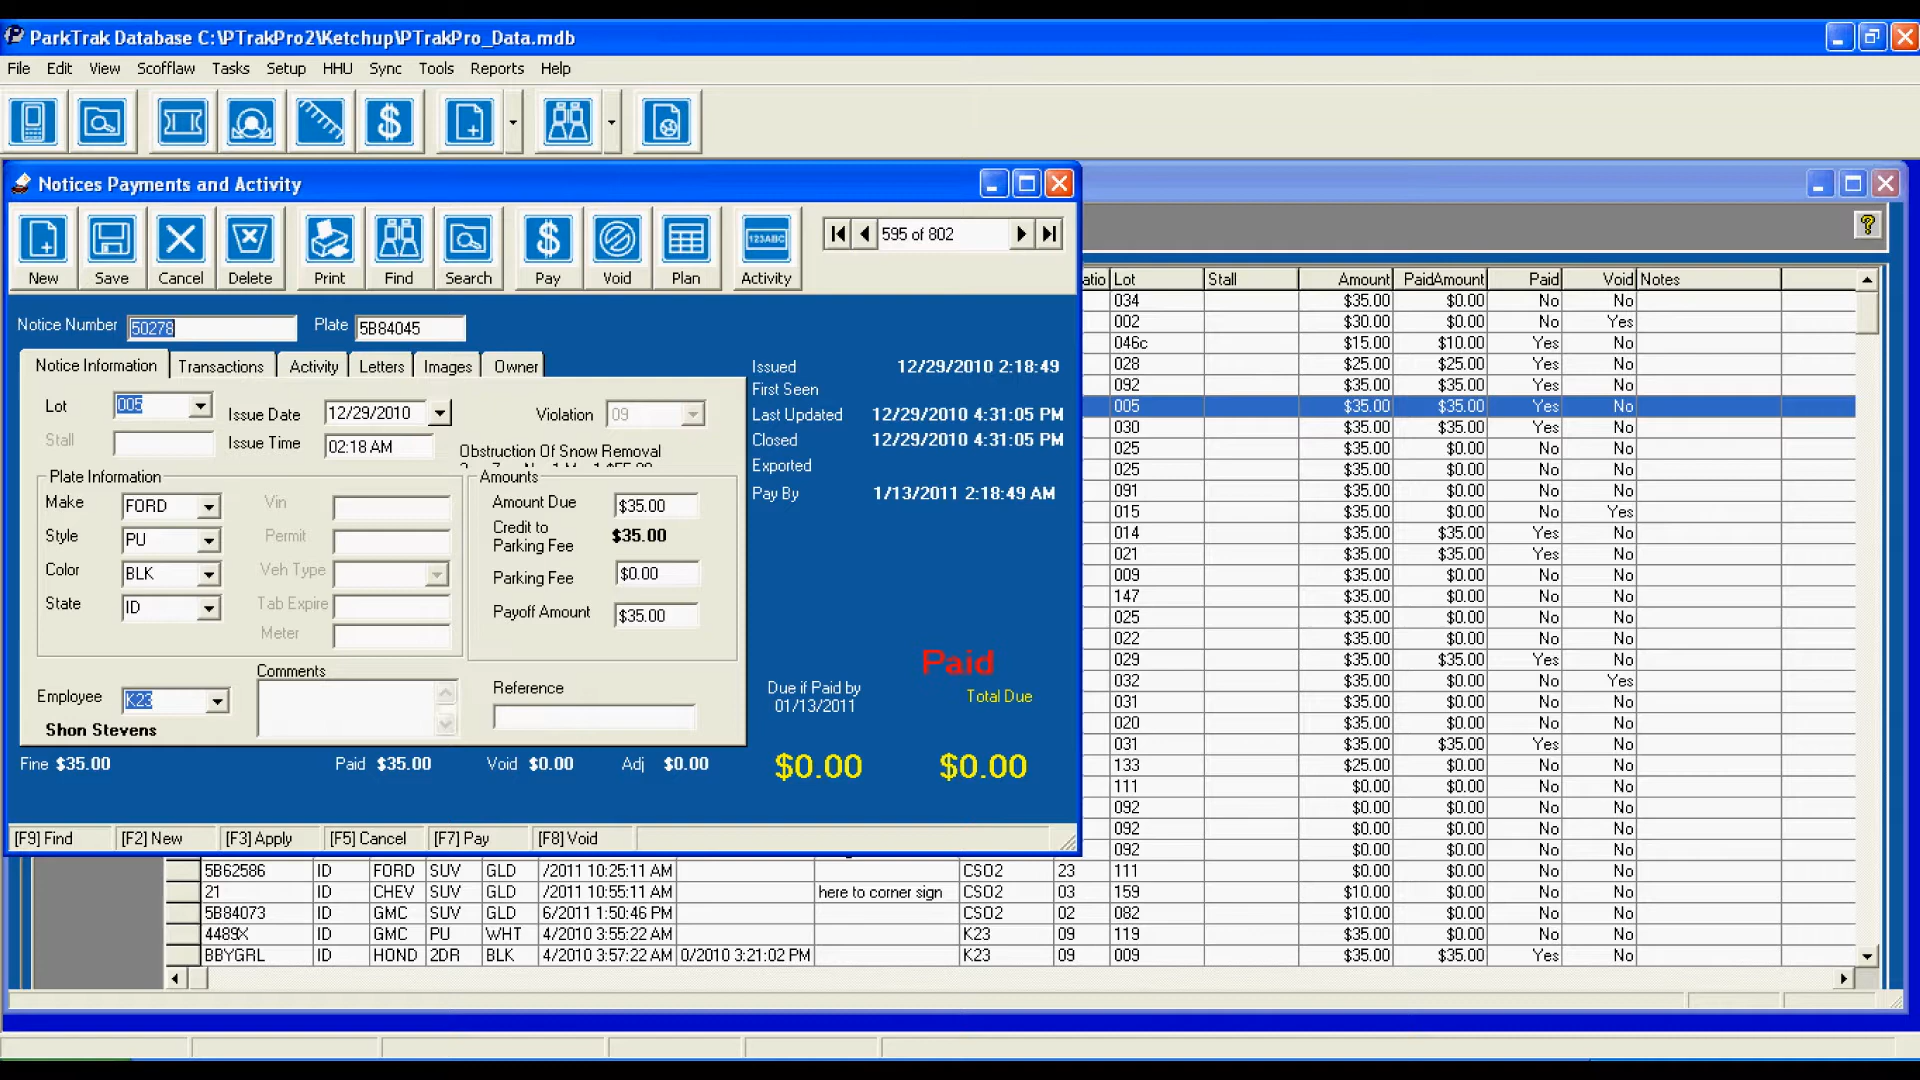 ParkTrak Database C:\PTrakPro2\Ketchup\PTrakPro_Data.mdb
File Edit View Scofflaw Tasks Setup HHU Sync Tools Reports Help
Notices Payments and Activity
123ABC
595 of 802
New Save Cancel Delete Print Find Search Pay Void Plan Activity
Notice Number 50278 Plate 5B84045
Notice Information Transactions Activity Letters Images Owner
Lot 005
Issue Date 12/29/2010
Violation 09
Stall
Issue Time 02:18 AM
Obstruction Of Snow Removal
Plate Information
Make FORD
Style PU
Color BLK
State ID
Vin
Permit
Veh Type
Tab Expire
Meter
Amounts
Amount Due $35.00
Credit to
Parking Fee $35.00
Parking Fee $0.00
Payoff Amount $35.00
Employee K23
Shon Stevens
Comments
Reference
Issued 12/29/2010 2:18:49
First Seen
Last Updated 12/29/2010 4:31:05 PM
Closed 12/29/2010 4:31:05 PM
Exported
Pay By 1/13/2011 2:18:49 AM
Paid
Due if Paid by
01/13/2011
Total Due
Fine $35.00 Paid $35.00 Void $0.00 Adj $0.00
$0.00 $0.00
[F9] Find [F2] New [F3] Apply [F5] Cancel [F7] Pay [F8] Void
atio Lot Stall Amount PaidAmount Paid Void Notes
034 $35.00 $0.00 No No
002 $30.00 $0.00 No Yes
046c $15.00 $10.00 Yes No
028 $25.00 $25.00 Yes No
092 $35.00 $35.00 Yes No
005 $35.00 $35.00 Yes No
030 $35.00 $35.00 Yes No
025 $35.00 $0.00 No No
025 $35.00 $0.00 No No
091 $35.00 $0.00 No No
015 $35.00 $0.00 No Yes
014 $35.00 $35.00 Yes No
021 $35.00 $35.00 Yes No
009 $35.00 $0.00 No No
147 $35.00 $0.00 No No
025 $35.00 $0.00 No No
022 $35.00 $0.00 No No
029 $35.00 $35.00 Yes No
032 $35.00 $0.00 No Yes
031 $35.00 $0.00 No No
020 $35.00 $0.00 No No
031 $35.00 $35.00 Yes No
133 $25.00 $0.00 No No
111 $0.00 $0.00 No No
092 $0.00 $0.00 No No
092 $0.00 $0.00 No No
092 $0.00 $0.00 No No
5B62586 ID FORD SUV GLD /2011 10:25:11 AM CSO2 23 111 $0.00 $0.00 No No
21 ID CHEV SUV GLD /2011 10:55:11 AM here to corner sign CSO2 03 159 $10.00 $0.00 No No
5B84073 ID GMC SUV GLD 6/2011 1:50:46 PM CSO2 02 082 $10.00 $0.00 No No
4489X ID GMC PU WHT 4/2010 3:55:22 AM K23 09 119 $35.00 $0.00 No No
BBYGRL ID HOND 2DR BLK 4/2010 3:57:22 AM 0/2010 3:21:02 PM K23 09 009 $35.00 $35.00 Yes No